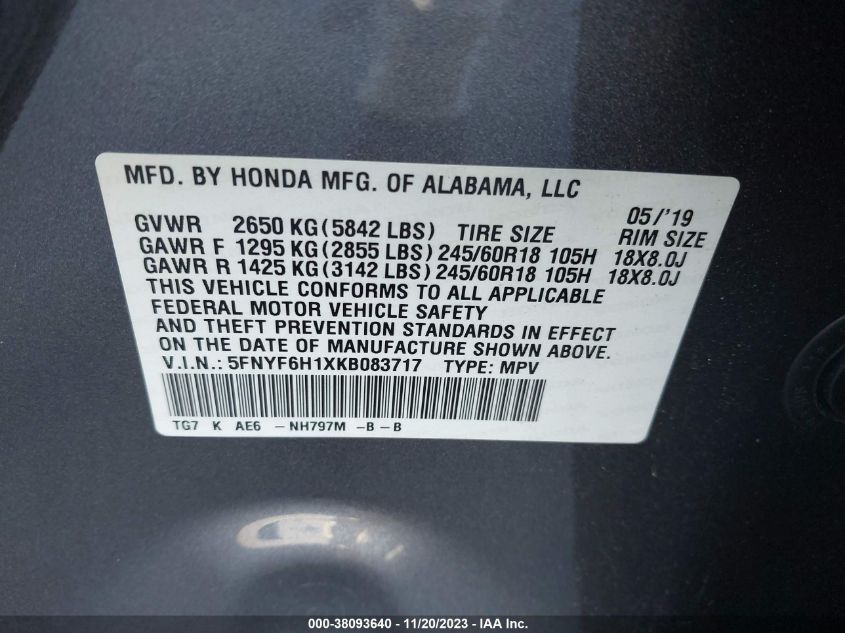 MFD. BY HONDA MFG. OF ALABAMA, LLC
05/'19
GVWR 2650 KG (5842 LBS) TIRE SIZE RIM SIZE
GAWR F 1295 KG (2855 LBS) 245/60R18 105H 18X8.0J
GAWR R 1425 KG (3142 LBS) 245/60R18 105H 18X8.0J
THIS VEHICLE CONFORMS TO ALL APPLICABLE
FEDERAL MOTOR VEHICLE SAFETY
AND THEFT PREVENTION STANDARDS IN EFFECT
ON THE DATE OF MANUFACTURE SHOWN ABOVE.
V.I.N.: 5FNYF6H1XKB083717 TYPE: MPV
TG7 K AE6 -NH797M -B-B
000-38093640 - 11/20/2023 - IAA Inc.